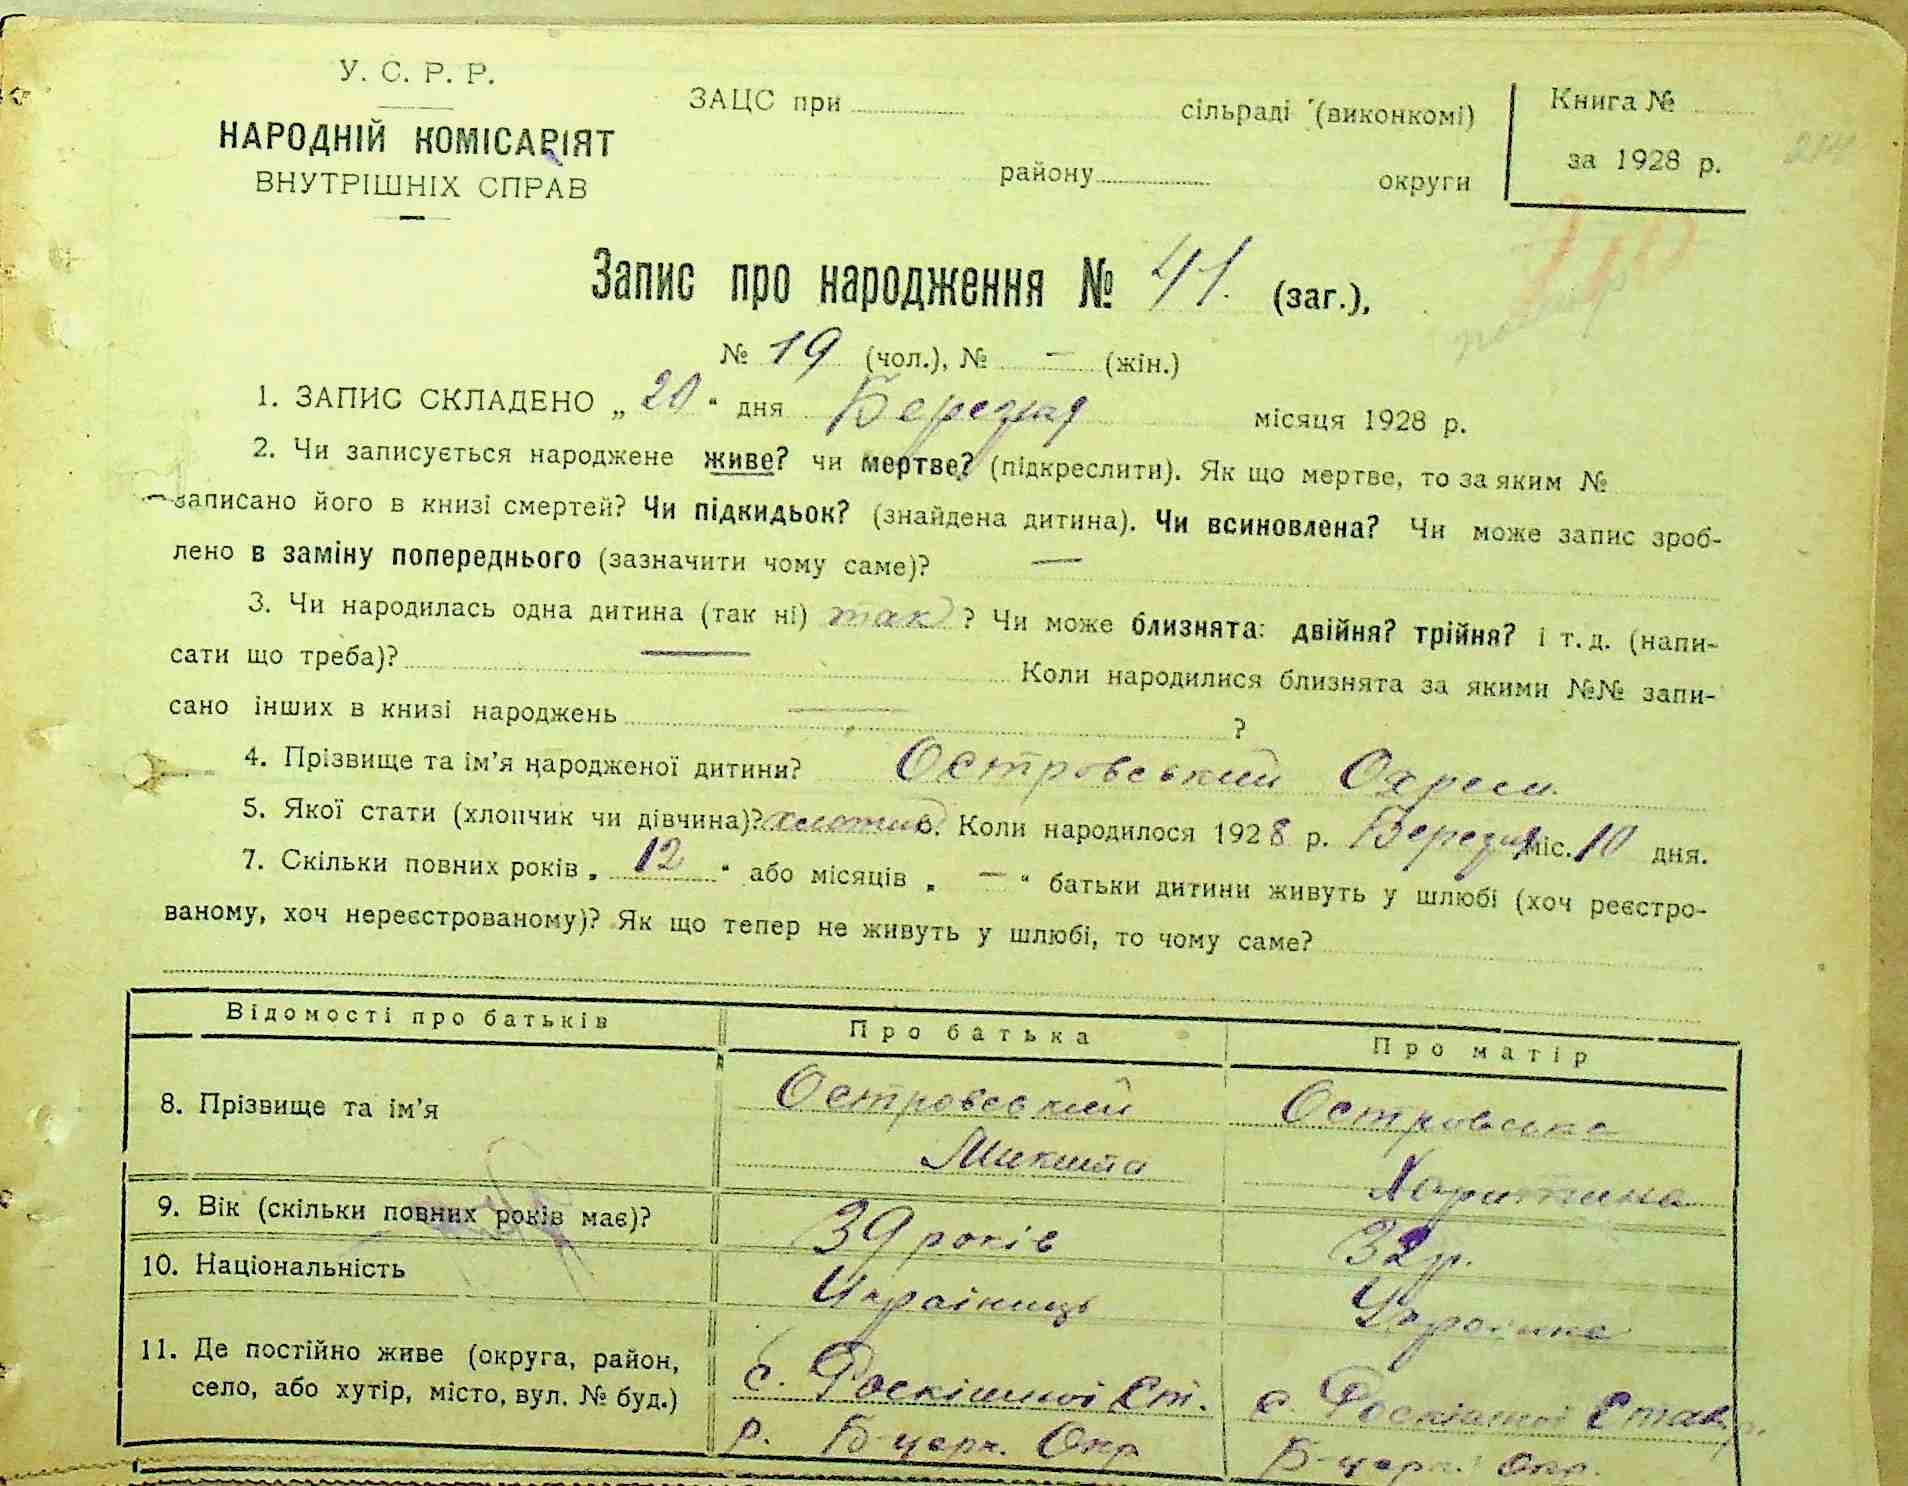 У. С. Р. Р.
НАРОДНІЙ КОМІСАРІЯТ
ВНУТРІШНІХ СПРАВ
ЗАЦС при сільраді (виконкомі)
району округи
Книга №
за 1928 р.
Запис про народження № 41. (заг.),
№ 19 (чол.), № — (жін.)
1. ЗАПИС СКЛАДЕНО „ 20 “ дня Березня місяця 1928 р.
2. Чи записується народжене живе? чи мертве? (підкреслити). Як що мертве, то за яким №
записано його в книзі смертей? Чи підкидьок? (знайдена дитина). Чи всиновлена? Чи може запис зроб-
лено в заміну попереднього (зазначити чому саме)? —
3. Чи народилась одна дитина (так ні) так ? Чи може близнята: двійня? трійня? і т. д. (напи-
сати що треба)? — Коли народилися близнята за якими №№ запи-
сано інших в книзі народжень — ?
4. Прізвище та ім’я народженої дитини? Островський Охрем.
5. Якої стати (хлопчик чи дівчина)? хлопчик 6. Коли народилося 1928 р. Березня міс. 10 дня.
7. Скільки повних років „ 12 “ або місяців „ — “ батьки дитини живуть у шлюбі (хоч реєстро-
ваному, хоч нереєстрованому)? Як що тепер не живуть у шлюбі, то чому саме?
Відомості про батьків Про батька Про матір
8. Прізвище та ім’я Островський Островська
Микита Харитина
9. Вік (скільки повних років має)? 39 років 32 р.
10. Національність Українець Українка
11. Де постійно живе (округа, район,
село, або хутір, місто, вул. № буд.)
с. Роскішної Ст.
р. Б-церк. Окр
с. Роскішної Став.
Б-церк. Окр.